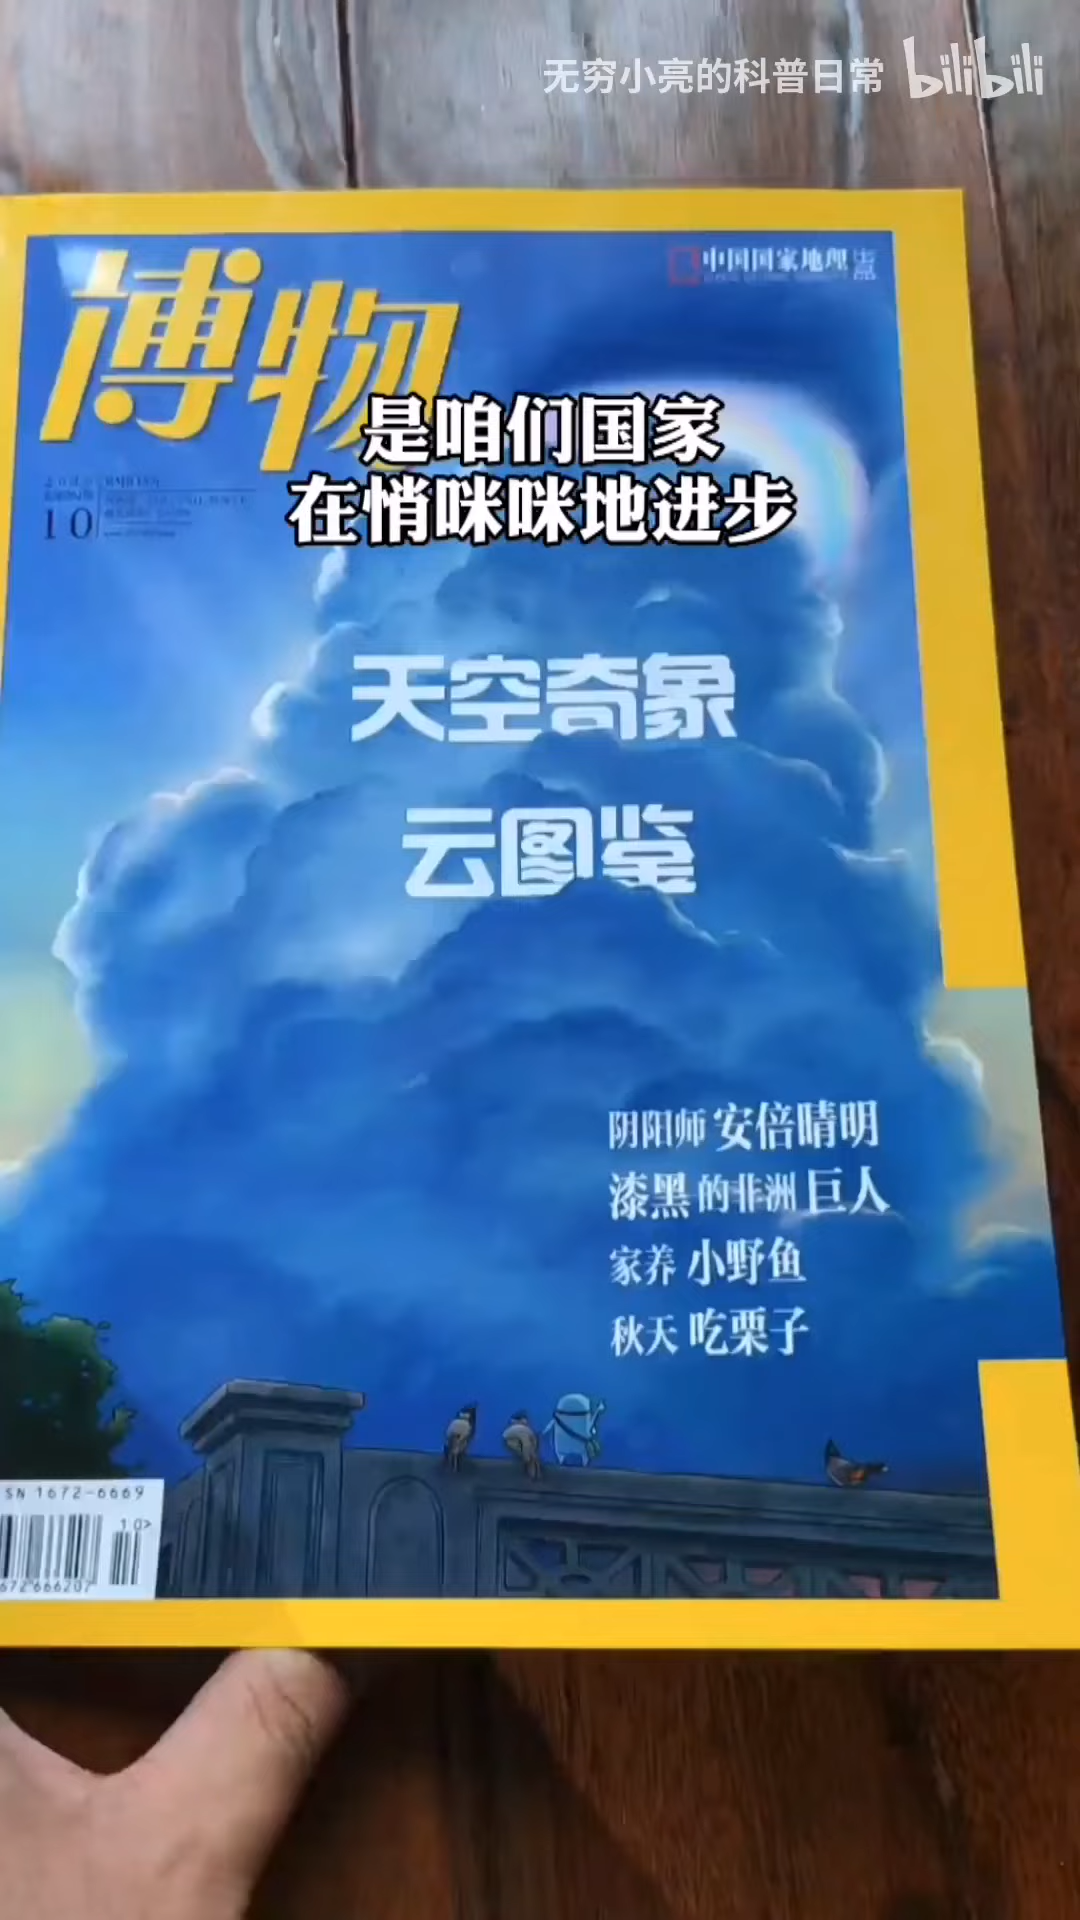 无穷小亮的科普日常 bilibili
博物
中国国家地理
是咱们国家
在悄咪咪地进步
10
天空奇象
云图鉴
阴阳师 安倍晴明
漆黑的非洲巨人
家养 小野鱼
秋天 吃栗子
SN 1672-6669
10>
672666207